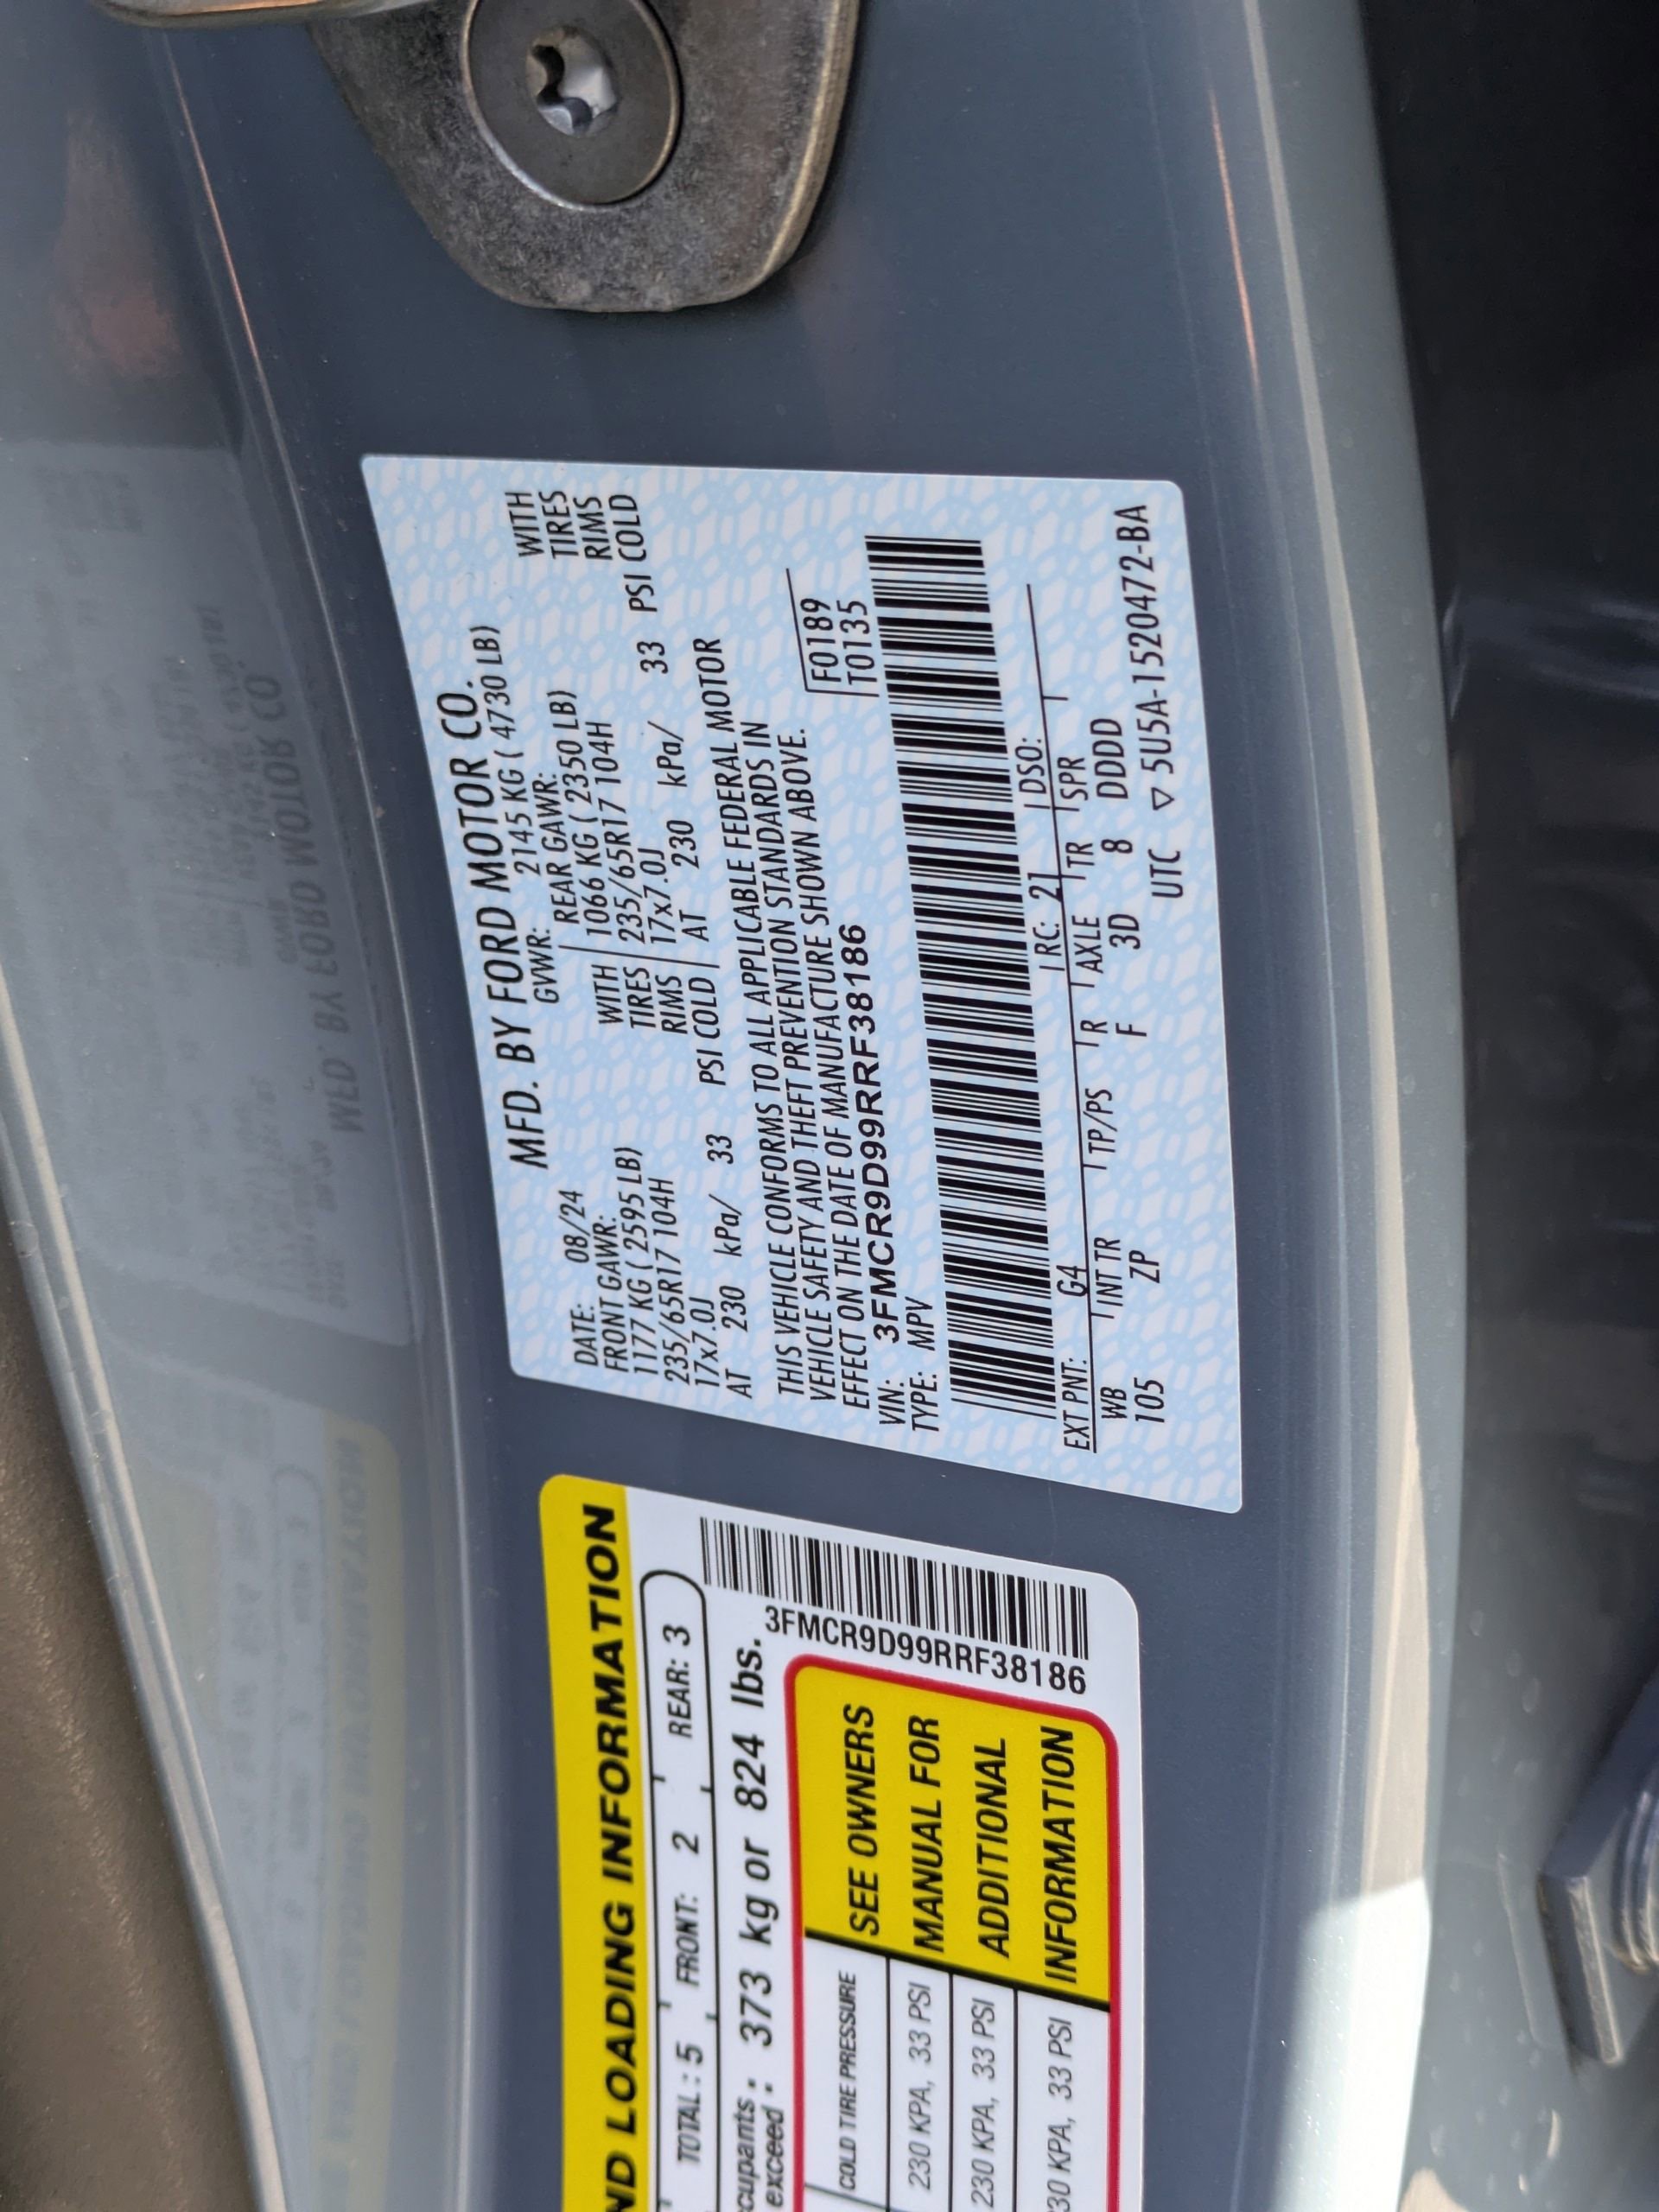 MFD. BY FORD MOTOR CO.
DATE: 08/24 GVWR: 2145 KG ( 4730 LB)
FRONT GAWR: REAR GAWR:
1177 KG ( 2595 LB) WITH 1066 KG ( 2350 LB) WITH
235/65R17 104H TIRES 235/65R17 104H TIRES
17x7.0J RIMS 17x7.0J RIMS
AT 230 kPa/ 33 PSI COLD AT 230 kPa/ 33 PSI COLD
THIS VEHICLE CONFORMS TO ALL APPLICABLE FEDERAL MOTOR
VEHICLE SAFETY AND THEFT PREVENTION STANDARDS IN
EFFECT ON THE DATE OF MANUFACTURE SHOWN ABOVE.
VIN: 3FMCR9D99RRF38186 F0189
TYPE: MPV T0135
EXT PNT: G4 RC: 21 DSO:
WB INT TR TP/PS R AXLE TR SPR
105 ZP F 3D 8 DDDD
UTC ▽ 5U5A-1520472-BA
LOADING INFORMATION
TOTAL : 5 FRONT: 2 REAR: 3
373 kg or 824 lbs.
exceed
3FMCR9D99RRF38186
COLD TIRE PRESSURE
230 KPA, 33 PSI
230 KPA, 33 PSI
KPA, 33 PSI
SEE OWNERS
MANUAL FOR
ADDITIONAL
INFORMATION